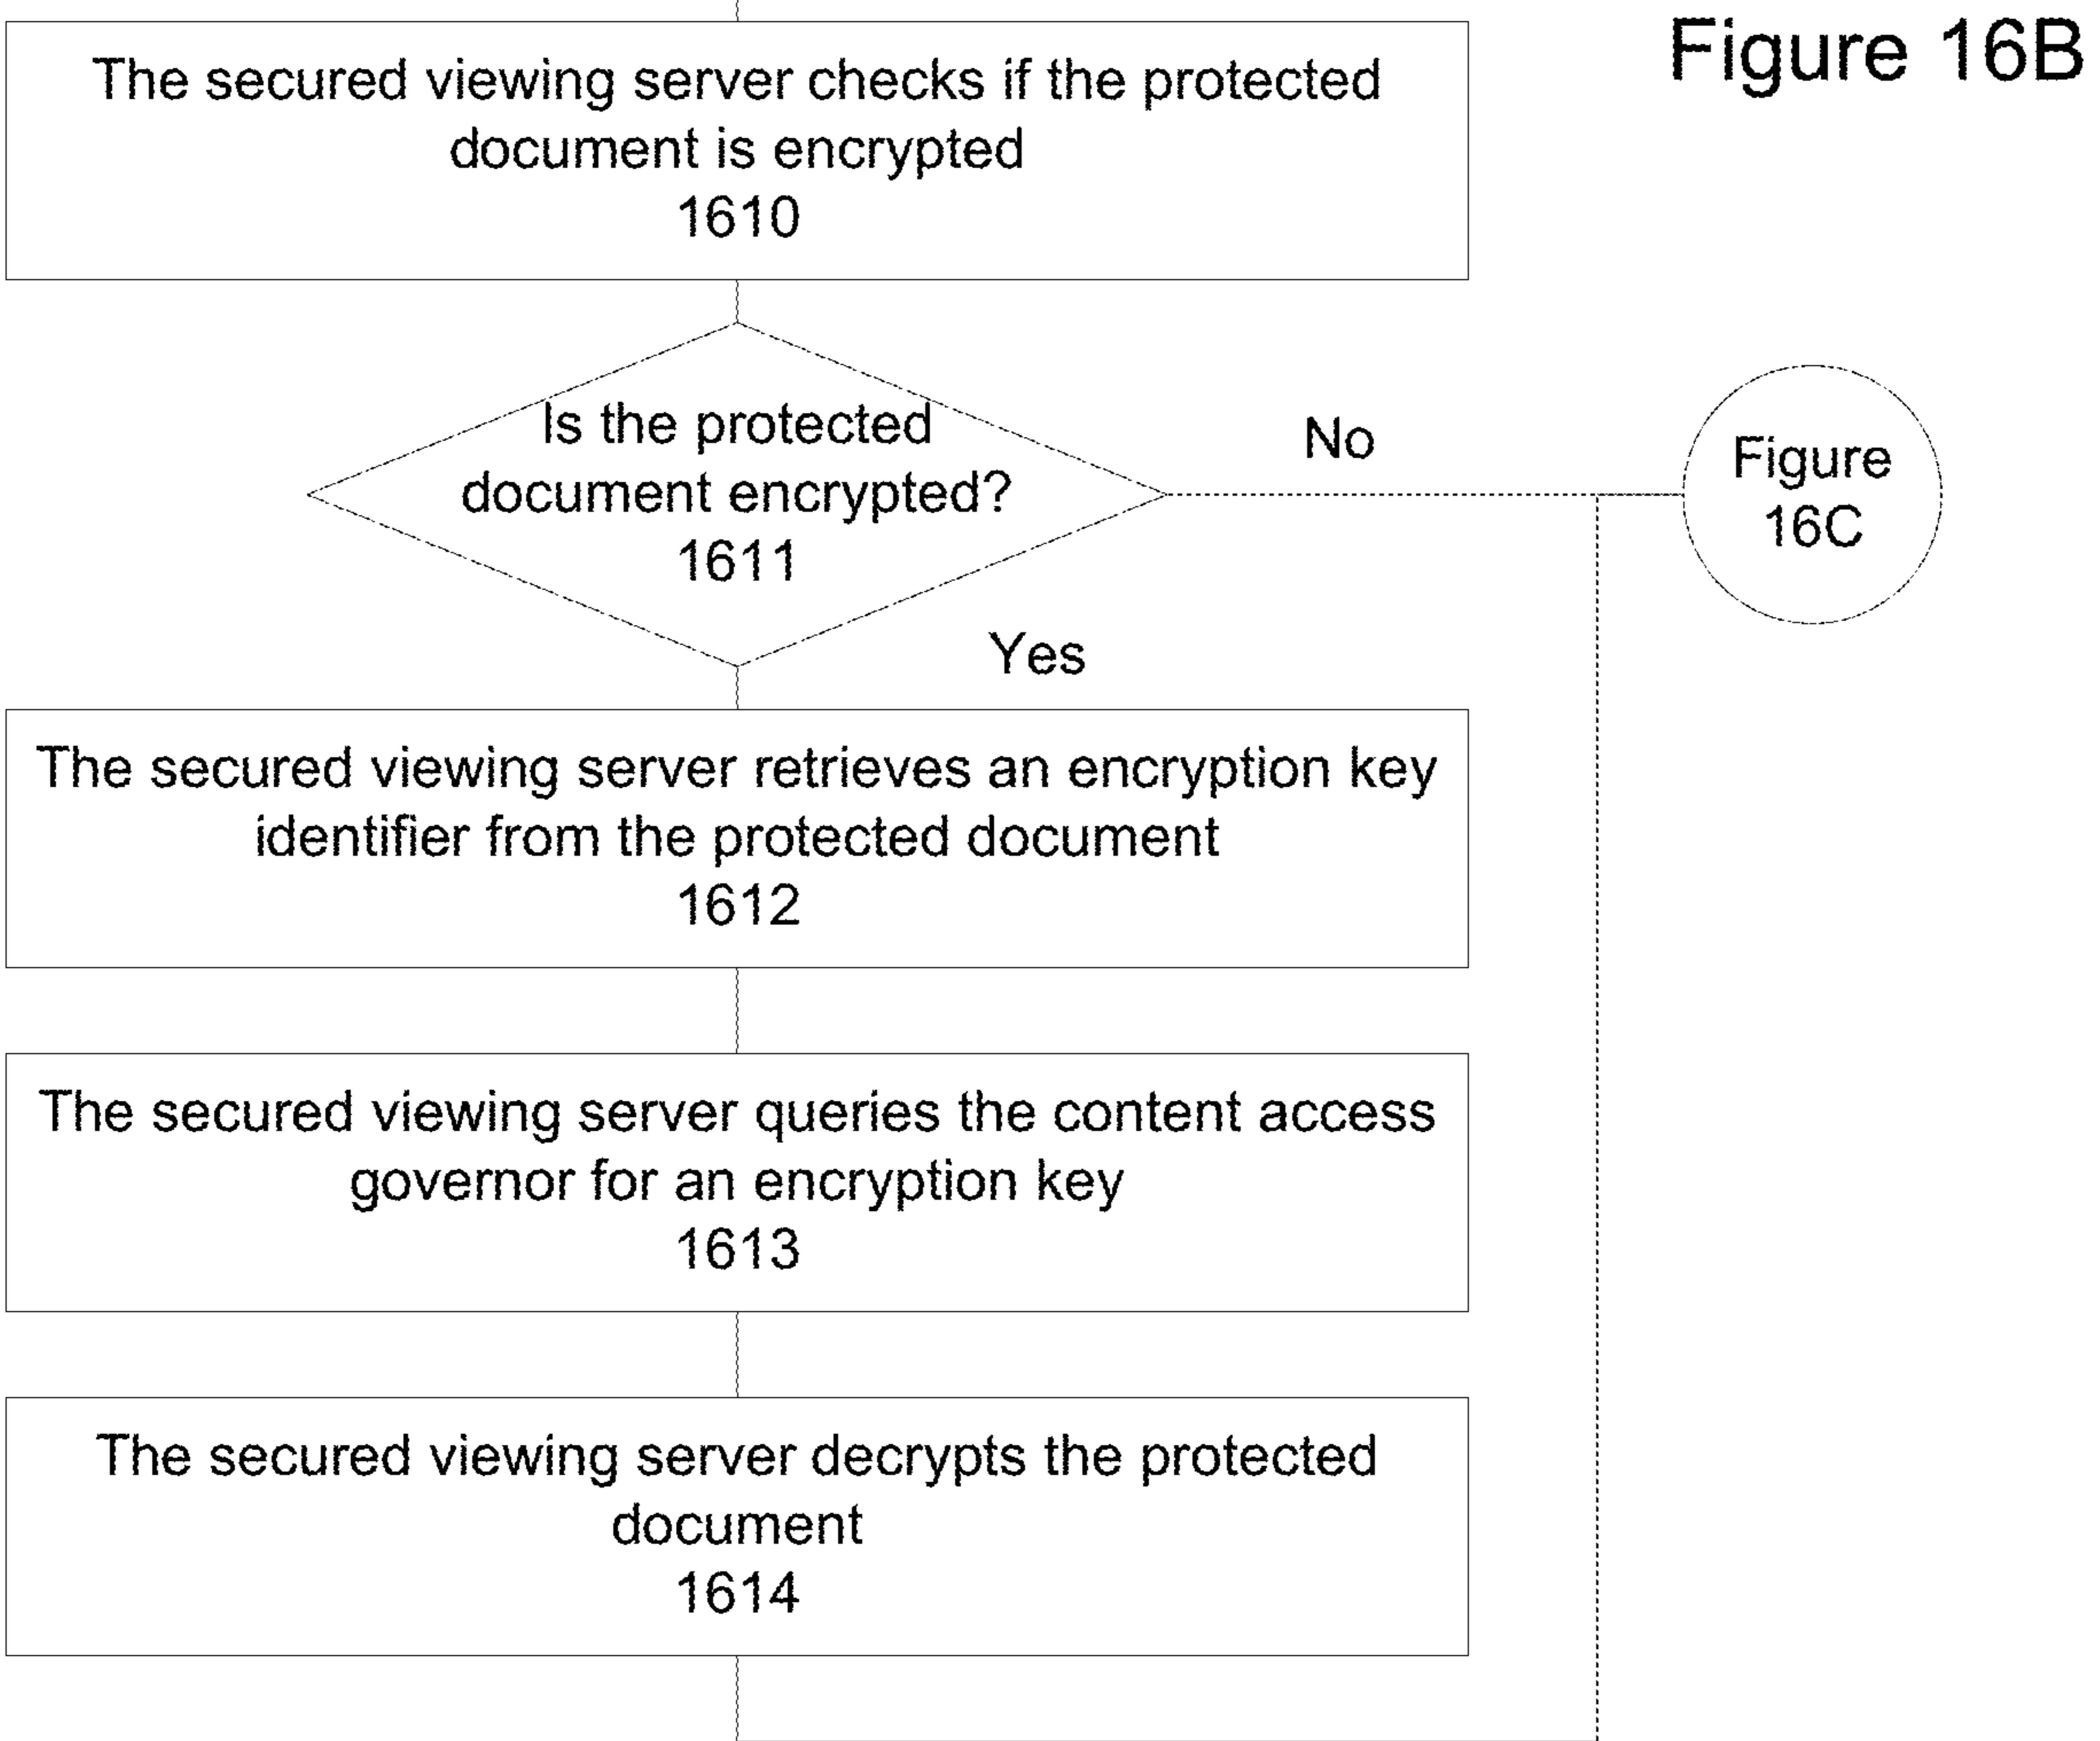 Figure 16B
The secured viewing server checks if the protected
document is encrypted
1610
Is the protected
document encrypted?
1611
No
Figure
16C
Yes
The secured viewing server retrieves an encryption key
identifier from the protected document
1612
The secured viewing server queries the content access
governor for an encryption key
1613
The secured viewing server decrypts the protected
document
1614